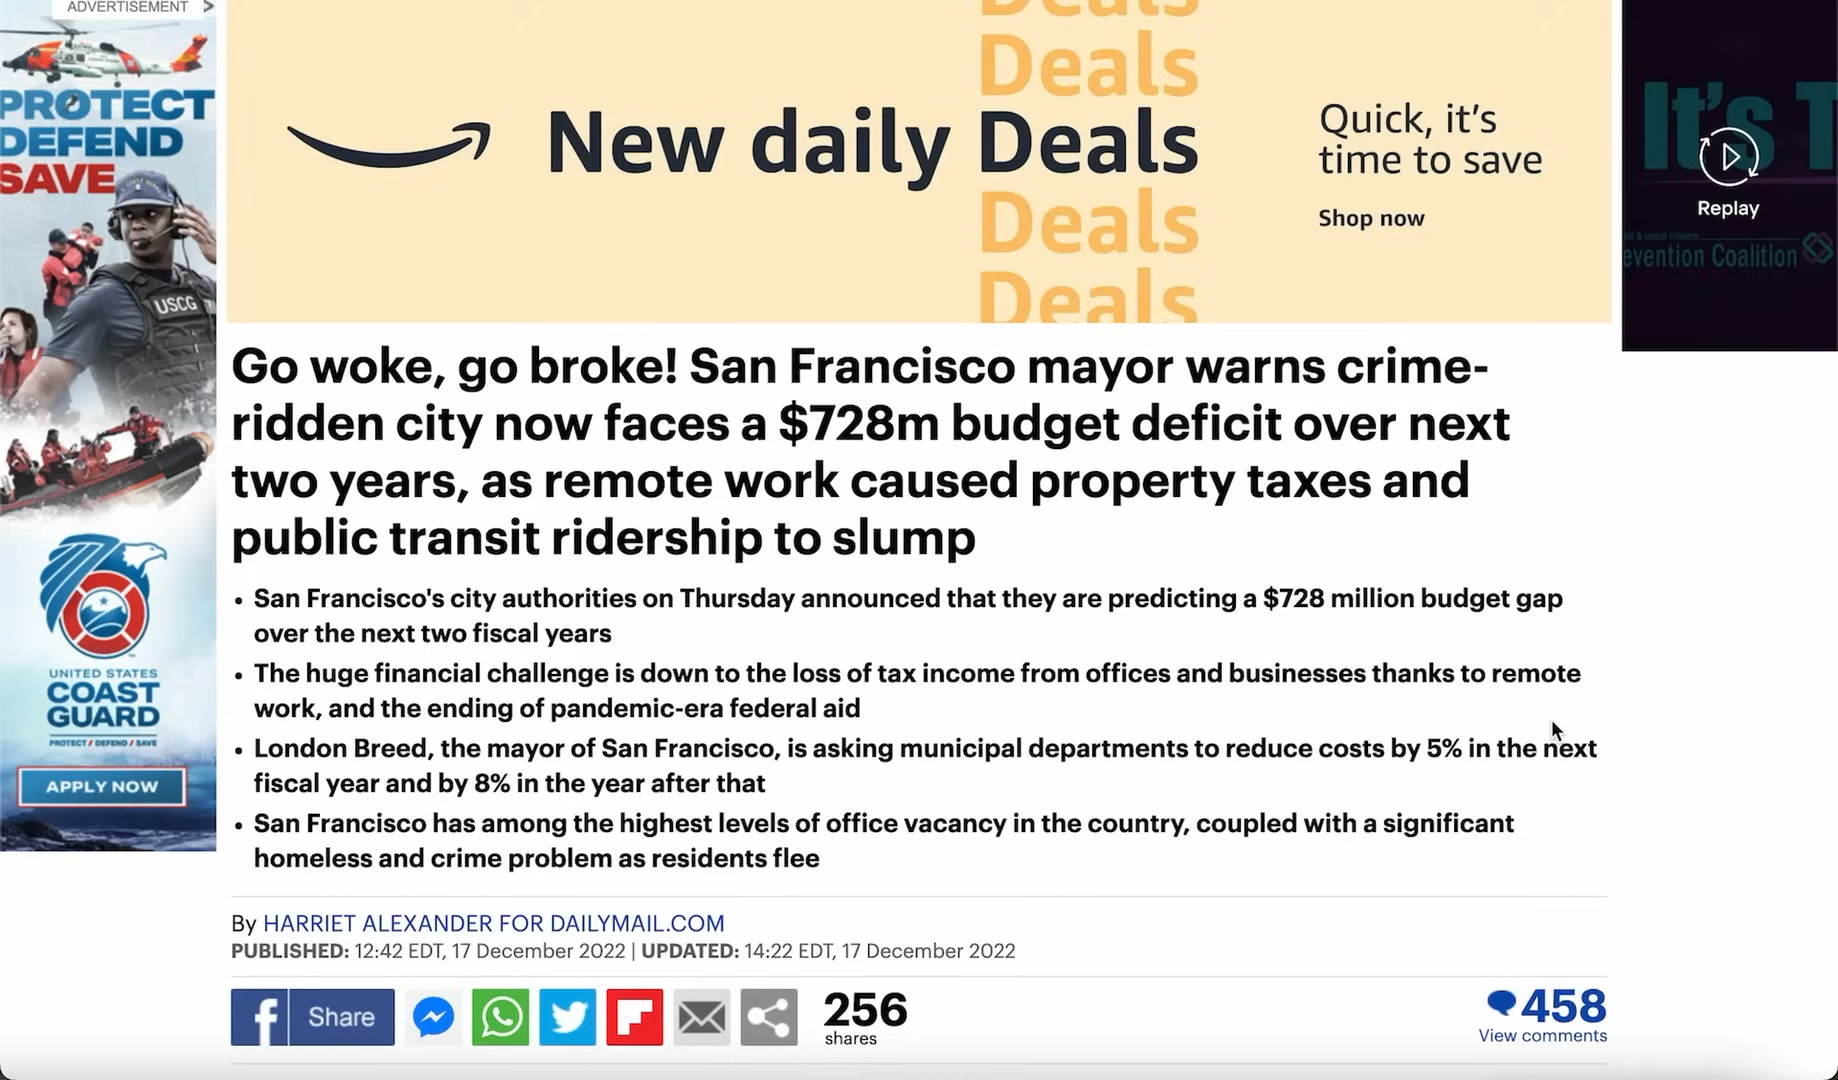 ADVERTISEMENT
PROTECT
DEFEND
SAVE
USCG
UNITED STATES
COAST
GUARD
PROTECT / DEFEND / SAVE
APPLY NOW
Deals
Deals
New daily Deals
Deals
Deals
Quick, it's
time to save
Shop now
It's T
Replay
evention Coalition
Go woke, go broke! San Francisco mayor warns crime-
ridden city now faces a $728m budget deficit over next
two years, as remote work caused property taxes and
public transit ridership to slump
• San Francisco's city authorities on Thursday announced that they are predicting a $728 million budget gap
over the next two fiscal years
• The huge financial challenge is down to the loss of tax income from offices and businesses thanks to remote
work, and the ending of pandemic-era federal aid
• London Breed, the mayor of San Francisco, is asking municipal departments to reduce costs by 5% in the next
fiscal year and by 8% in the year after that
• San Francisco has among the highest levels of office vacancy in the country, coupled with a significant
homeless and crime problem as residents flee
By HARRIET ALEXANDER FOR DAILYMAIL.COM
PUBLISHED: 12:42 EDT, 17 December 2022 | UPDATED: 14:22 EDT, 17 December 2022
Share
256
shares
458
View comments